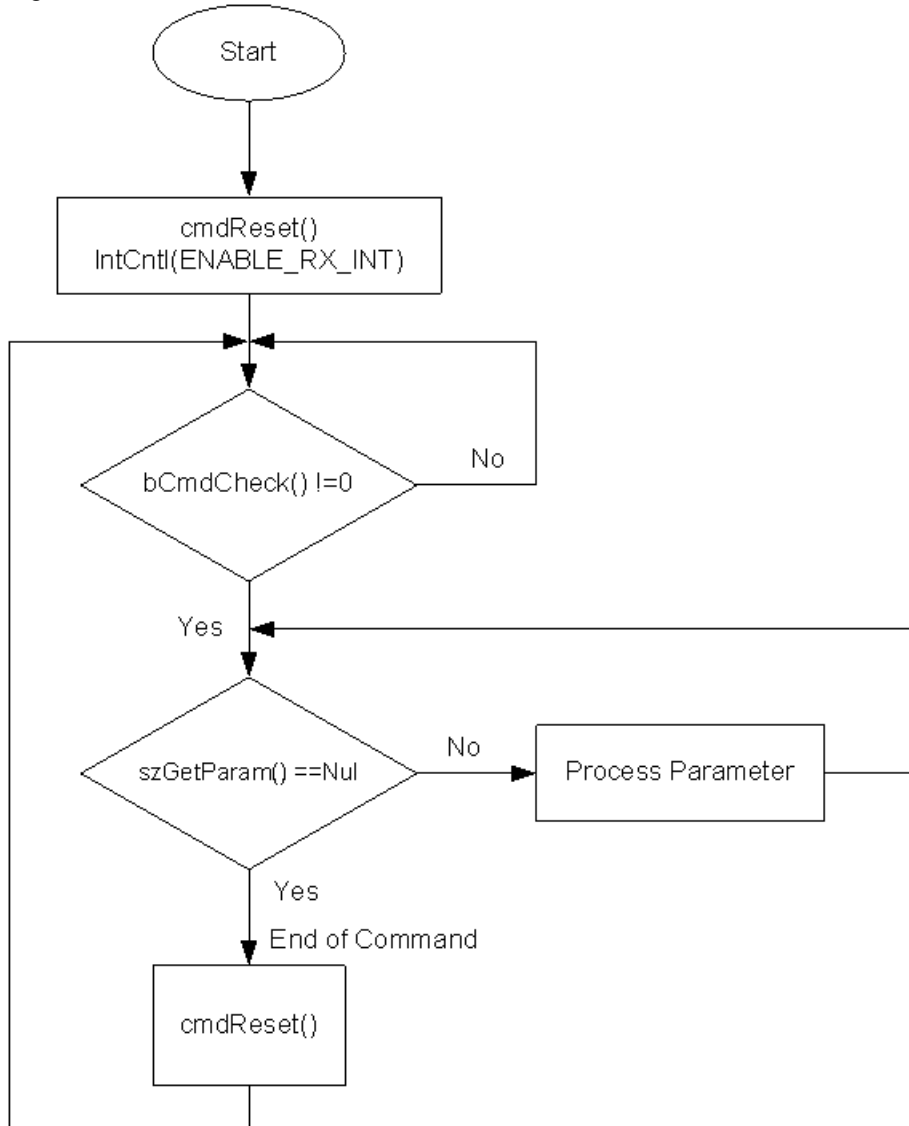 Start
cmdReset()
IntCntl(ENABLE_RX_INT)
bCmdCheck() !=0
No
Yes
szGetParam() ==Nul
No
Process Parameter
Yes
End of Command
cmdReset()